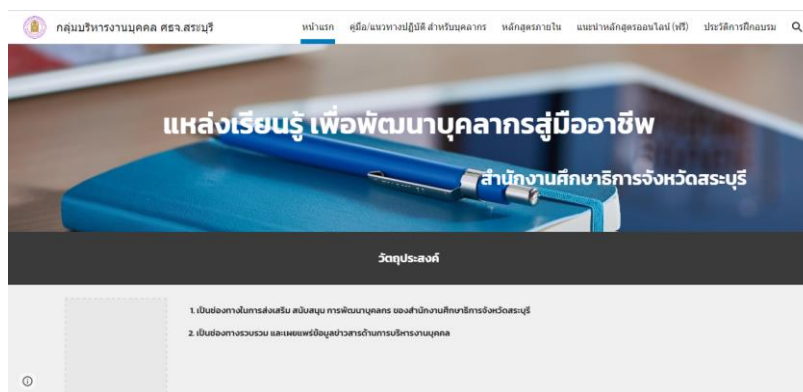 กลุ่มบริหารงานบุคคล ศธจ.สระบุรี
หน้าแรก
คู่มือ/แนวทางปฏิบัติ สำหรับบุคลากร
หลักสูตรภายใน
แนะนำหลักสูตรออนไลน์ (ฟรี)
ประวัติการฝึกอบรม
แหล่งเรียนรู้ เพื่อพัฒนาบุคลากรสู่มืออาชีพ
สำนักงานศึกษาธิการจังหวัดสระบุรี
วัตถุประสงค์
1. เป็นช่องทางในการส่งเสริม สนับสนุน การพัฒนาบุคลกร ของสำนักงานศึกษาธิการจังหวัดสระบุรี
2. เป็นช่องทางรวบรวม และเผยแพร่ข้อมูลข่าวสารด้านการบริหารงานบุคคล